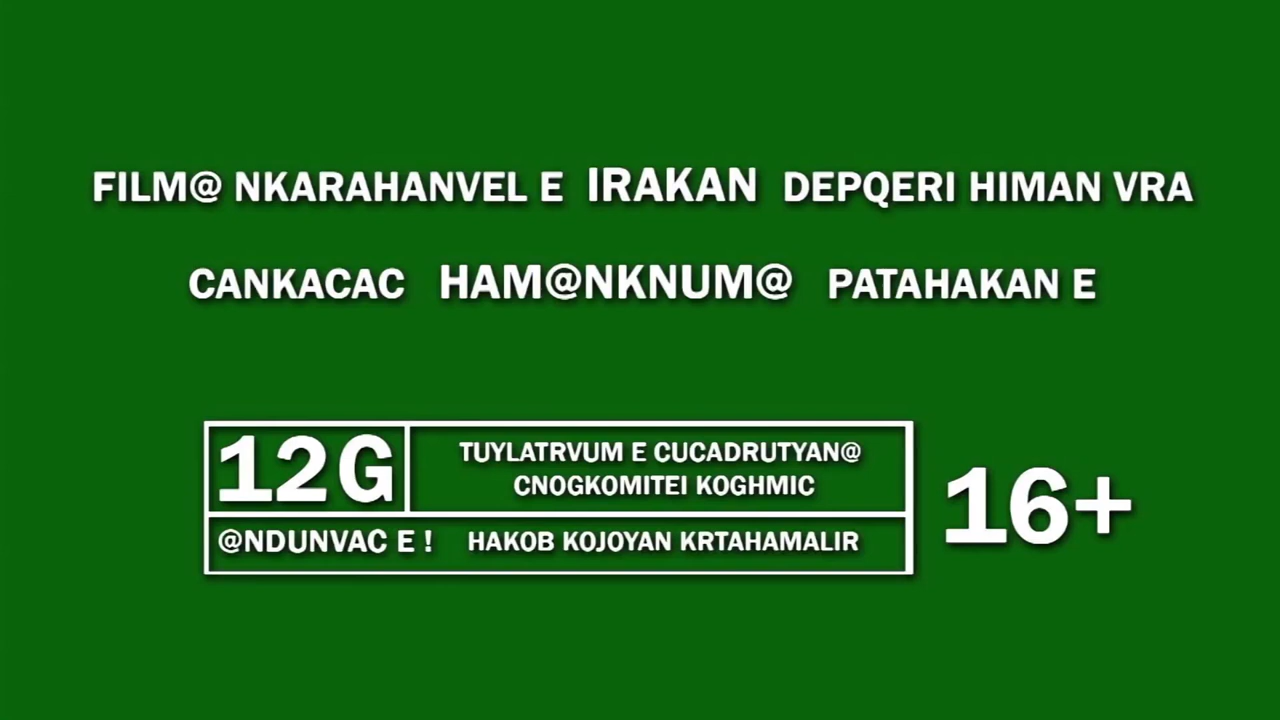 FILM@ NKARAHANVEL E IRAKAN DEPQERI HIMAN VRA
CANKACAC HAM@NKNUM@ PATAHAKAN E
12G
TUYLATRVUM E CUCADRUTYAN@
CNOGKOMITEI KOGHMIC
@NDUNVAC E ! HAKOB KOJOYAN KRTAHAMALIR
16+